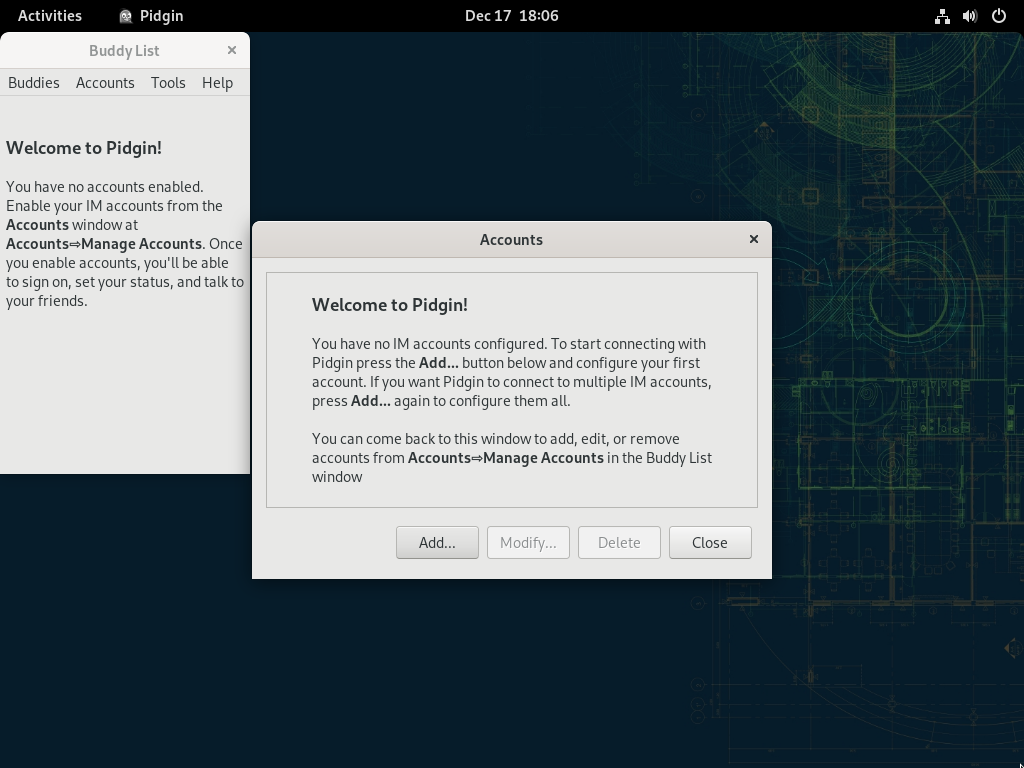 Activities Pidgin Dec 17 18:06
Buddy List
Buddies Accounts Tools Help
Welcome to Pidgin!
You have no accounts enabled.
Enable your IM accounts from the
Accounts window at
Accounts⇨Manage Accounts. Once
you enable accounts, you'll be able
to sign on, set your status, and talk to
your friends.
Accounts
Welcome to Pidgin!
You have no IM accounts configured. To start connecting with
Pidgin press the Add... button below and configure your first
account. If you want Pidgin to connect to multiple IM accounts,
press Add... again to configure them all.
You can come back to this window to add, edit, or remove
accounts from Accounts⇨Manage Accounts in the Buddy List
window
Add... Modify... Delete Close